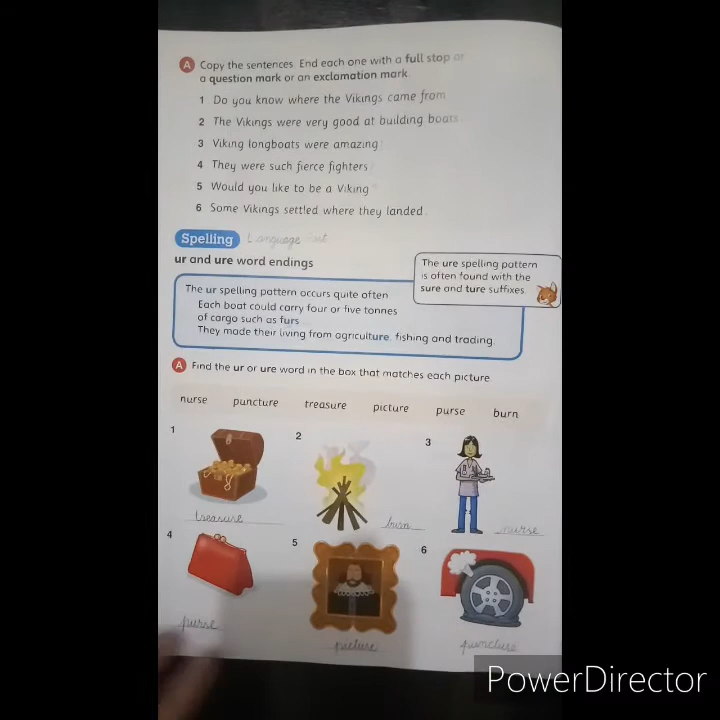 A Copy the sentences. End each one with a full stop or
a question mark or an exclamation mark.
1 Do you know where the Vikings came from
2 The Vikings were very good at building boats
3 Viking longboats were amazing
4 They were such fierce fighters
5 Would you like to be a Viking
6 Some Vikings settled where they landed
Spelling Language
ur and ure word endings
The ure spelling pattern
is often found with the
sure and ture suffixes.
The ur spelling pattern occurs quite often
Each boat could carry four or five tonnes
of cargo such as furs
They made their living from agriculture, fishing and trading.
A Find the ur or ure word in the box that matches each picture
nurse puncture treasure picture purse burn
1 2 3
treasure burn nurse
4 5 6
purse picture puncture
PowerDirector